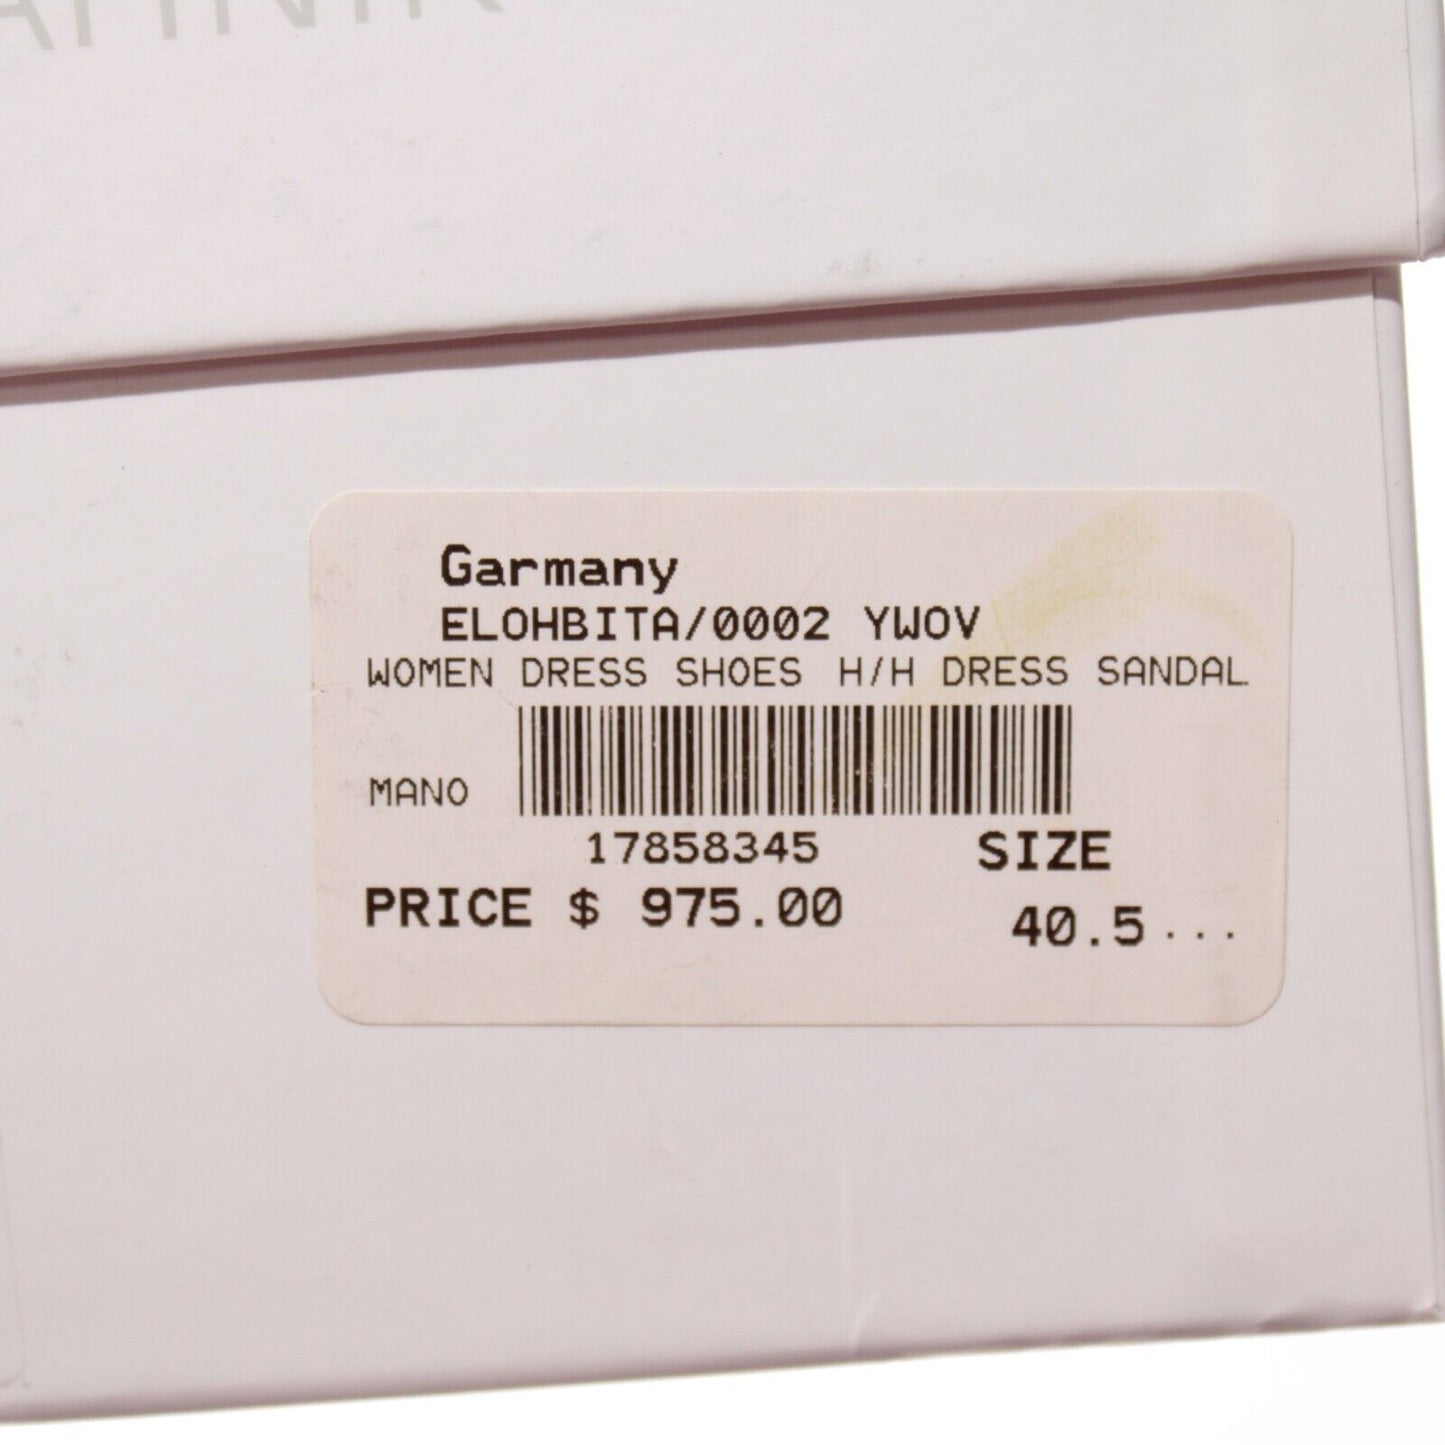 Garmany
ELOHBITA/0002 YWOV
WOMEN DRESS SHOES H/H DRESS SANDAL
MANO
17858345 SIZE
PRICE $ 975.00 40.5...